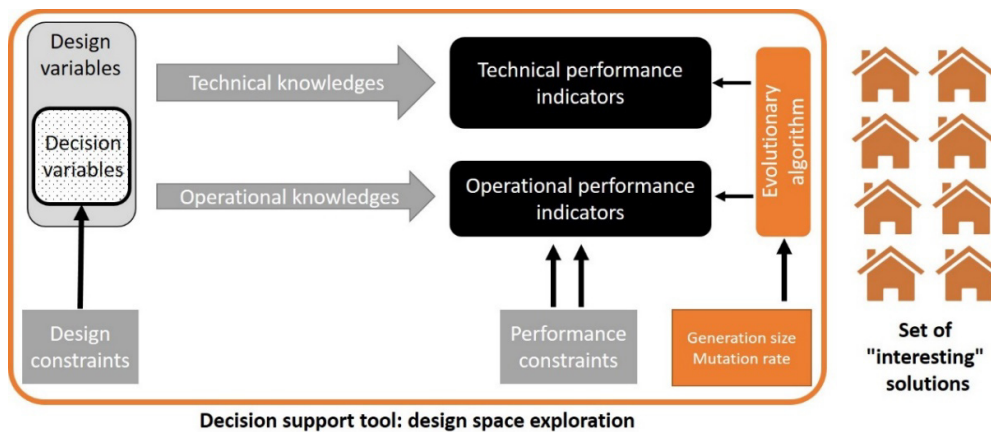 Design
variables
Decision
variables
Technical knowledges
Operational knowledges
Technical performance
indicators
Operational performance
indicators
Evolutionary
algorithm
Design
constraints
Performance
constraints
Generation size
Mutation rate
Set of
"interesting"
solutions
Decision support tool: design space exploration